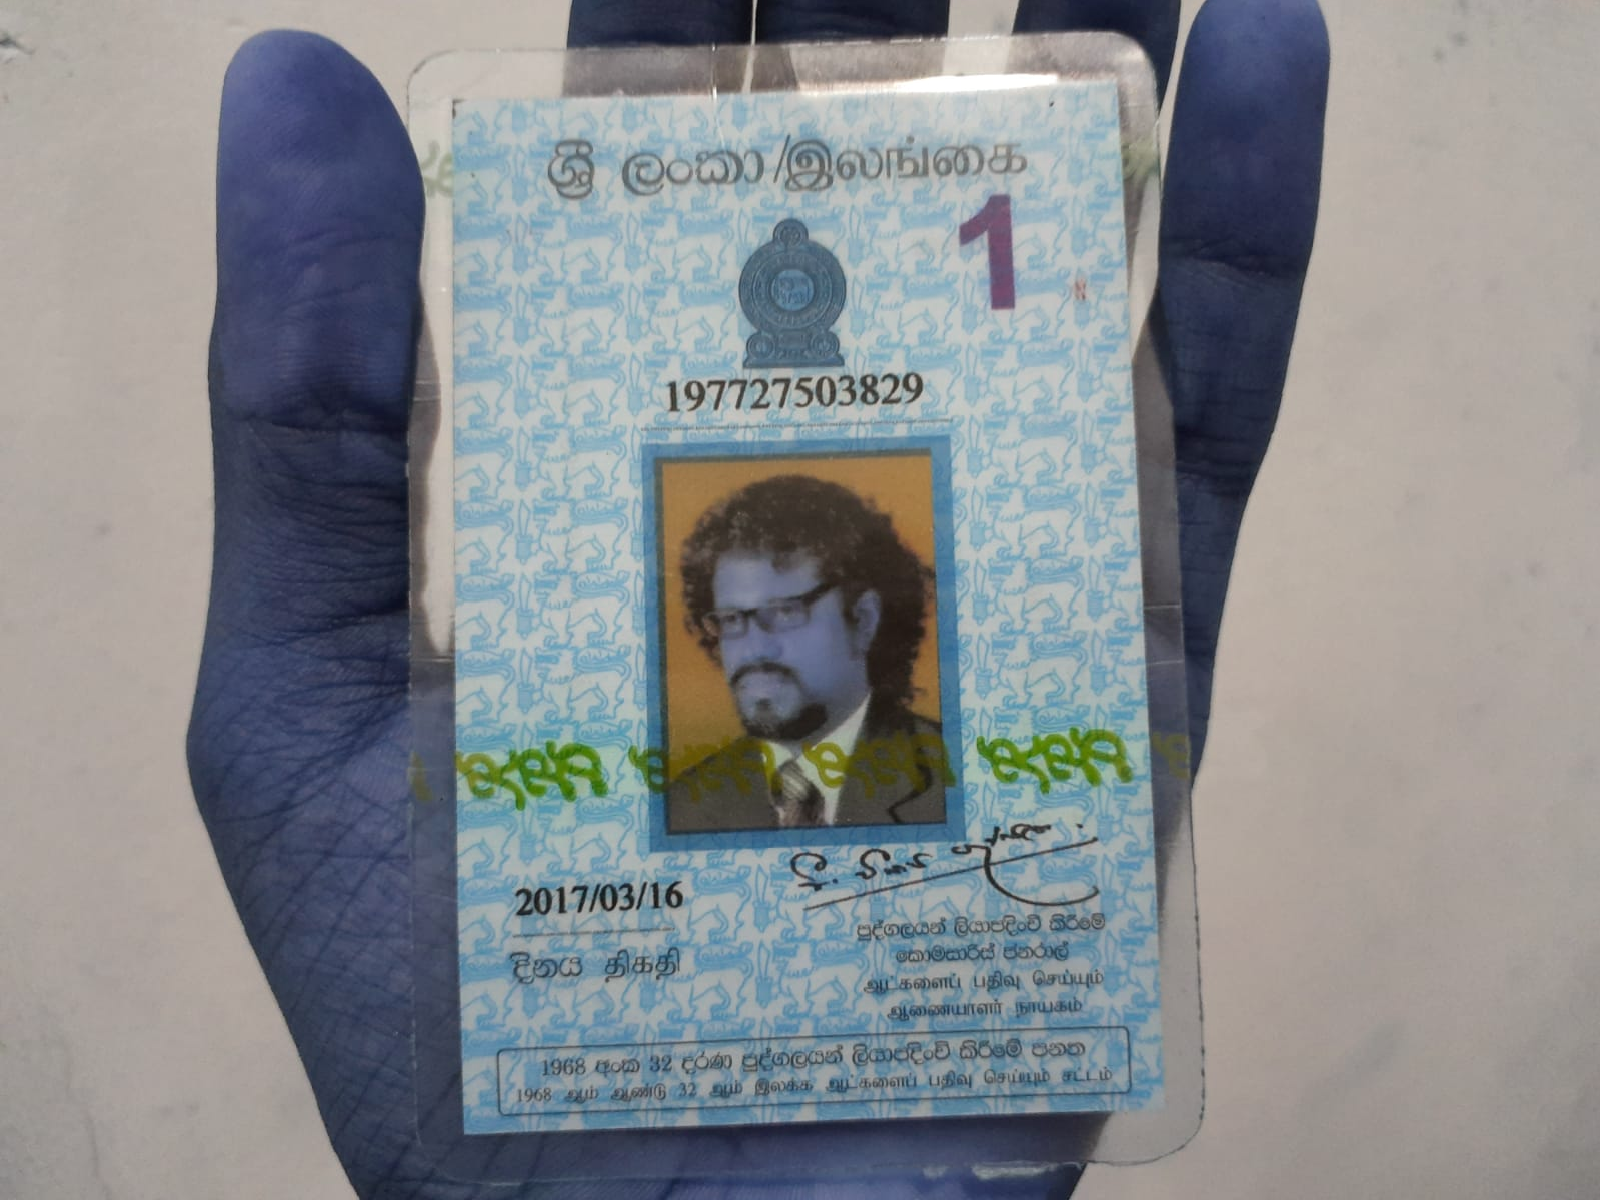 ශ්‍රී ලංකා/இலங்கை
1
197727503829
2017/03/16
දිනය திகதி
පුද්ගලයන් ලියාපදිංචි කිරීමේ
කොමසාරිස් ජනරාල්
ஆட்களைப் பதிவு செய்யும்
ஆணையாளர் நாயகம்
1968 අංක 32 දරණ පුද්ගලයන් ලියාපදිංචි කිරීමේ පනත
1968 ஆம் ஆண்டு 32 ஆம் இலக்க ஆட்களைப் பதிவு செய்யும் சட்டம்